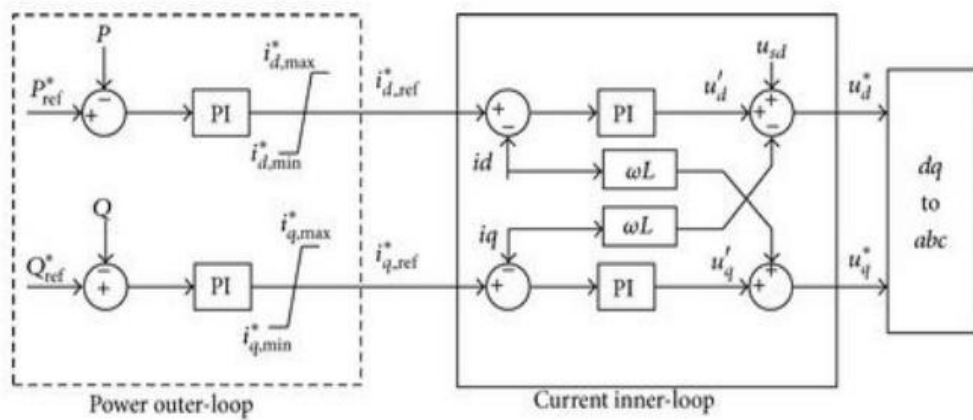 P
i*d,max
u_sd
P*ref
PI
i*d,ref
u′d
u*d
i*d,min
id
ωL
dq
to
abc
Q
i*q,max
iq
ωL
Q*ref
PI
i*q,ref
u′q
u*q
i*q,min
PI
PI
Power outer-loop
Current inner-loop